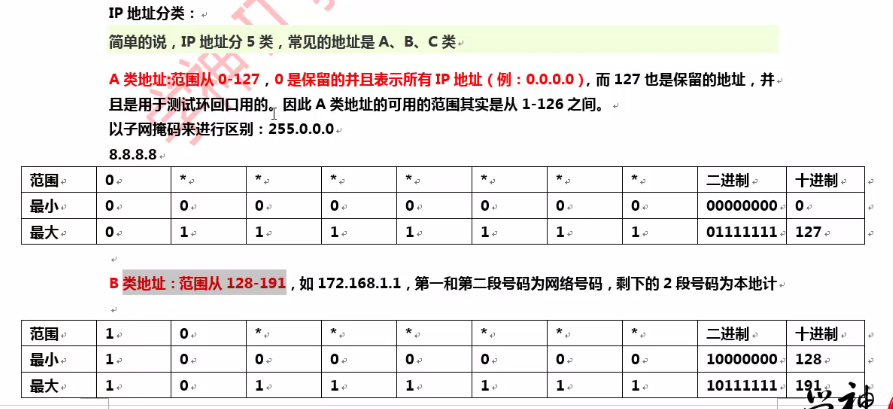 IP 地址分类：
简单的说，IP 地址分 5 类，常见的地址是 A、B、C 类
A 类地址:范围从 0-127，0 是保留的并且表示所有 IP 地址（例：0.0.0.0），而 127 也是保留的地址，并
且是用于测试环回口用的。因此 A 类地址的可用的范围其实是从 1-126 之间。
以子网掩码来进行区别：255.0.0.0
8.8.8.8
范围 0 * * * * * * * 二进制 十进制
最小 0 0 0 0 0 0 0 0 00000000 0
最大 0 1 1 1 1 1 1 1 01111111 127
B 类地址：范围从 128-191，如 172.168.1.1，第一和第二段号码为网络号码，剩下的 2 段号码为本地计
范围 1 0 * * * * * * 二进制 十进制
最小 1 0 0 0 0 0 0 0 10000000 128
最大 1 0 1 1 1 1 1 1 10111111 191
学神 IT
学神